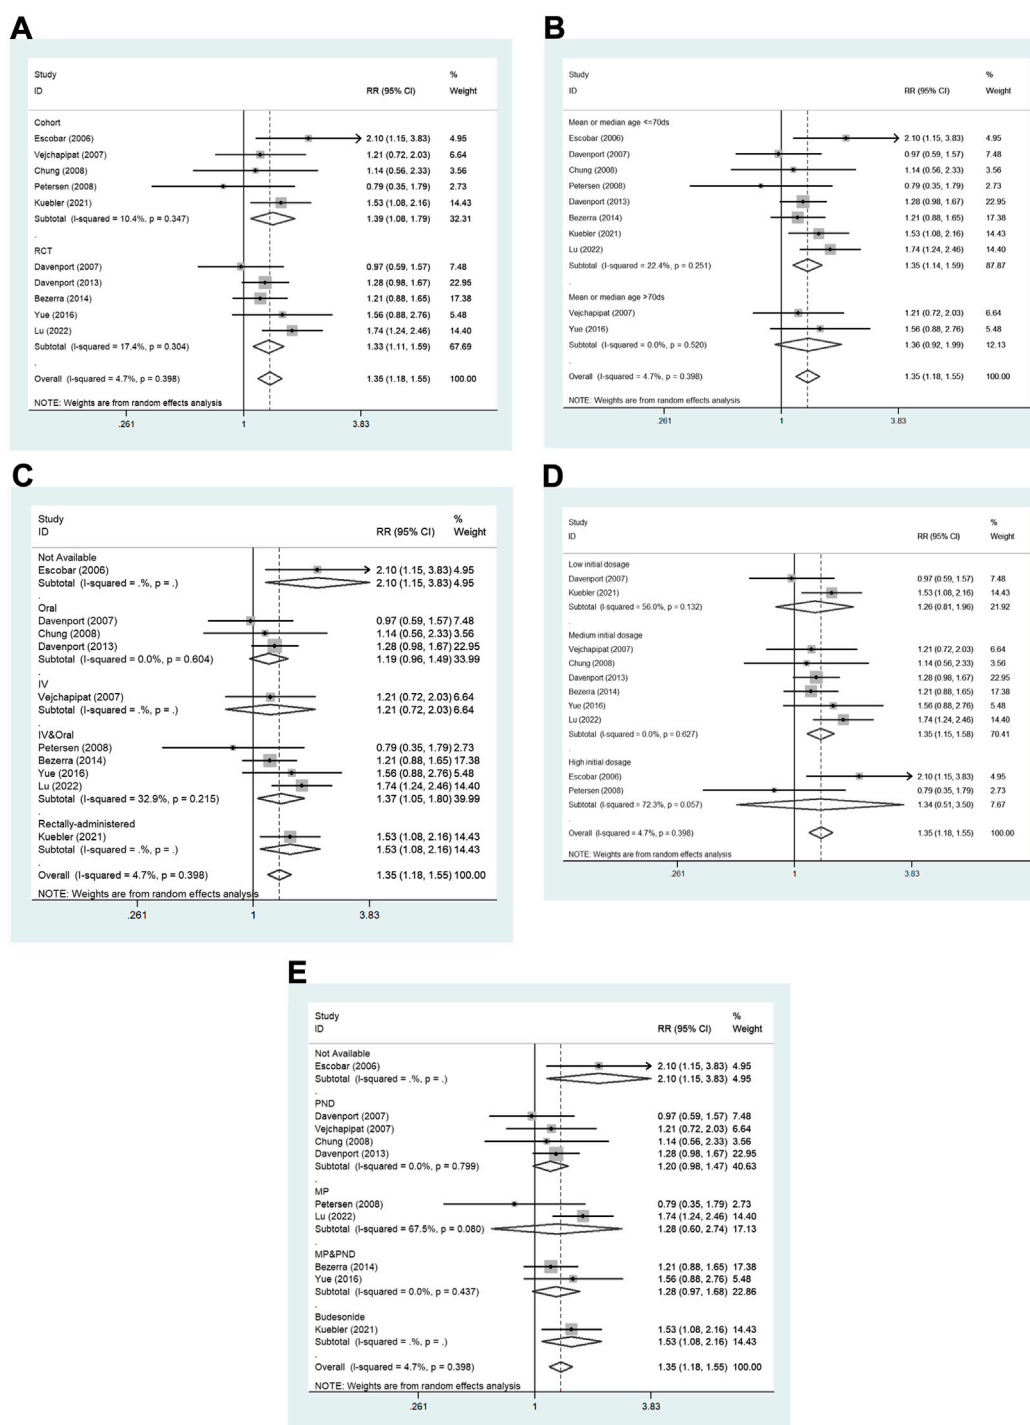 A
Study %
ID RR (95% CI) Weight
Cohort
Escobar (2006) 2.10 (1.15, 3.83) 4.95
Vejchapipat (2007) 1.21 (0.72, 2.03) 6.64
Chung (2008) 1.14 (0.56, 2.33) 3.56
Petersen (2008) 0.79 (0.35, 1.79) 2.73
Kuebler (2021) 1.53 (1.08, 2.16) 14.43
Subtotal (I-squared = 10.4%, p = 0.347) 1.39 (1.08, 1.79) 32.31
.
RCT
Davenport (2007) 0.97 (0.59, 1.57) 7.48
Davenport (2013) 1.28 (0.98, 1.67) 22.95
Bezerra (2014) 1.21 (0.88, 1.65) 17.38
Yue (2016) 1.56 (0.88, 2.76) 5.48
Lu (2022) 1.74 (1.24, 2.46) 14.40
Subtotal (I-squared = 17.4%, p = 0.304) 1.33 (1.11, 1.59) 67.69
.
Overall (I-squared = 4.7%, p = 0.398) 1.35 (1.18, 1.55) 100.00
NOTE: Weights are from random effects analysis
.261 1 3.83
B
Study %
ID RR (95% CI) Weight
Mean or median age <=70ds
Escobar (2006) 2.10 (1.15, 3.83) 4.95
Davenport (2007) 0.97 (0.59, 1.57) 7.48
Chung (2008) 1.14 (0.56, 2.33) 3.56
Petersen (2008) 0.79 (0.35, 1.79) 2.73
Davenport (2013) 1.28 (0.98, 1.67) 22.95
Bezerra (2014) 1.21 (0.88, 1.65) 17.38
Kuebler (2021) 1.53 (1.08, 2.16) 14.43
Lu (2022) 1.74 (1.24, 2.46) 14.40
Subtotal (I-squared = 22.4%, p = 0.251) 1.35 (1.14, 1.59) 87.87
.
Mean or median age >70ds
Vejchapipat (2007) 1.21 (0.72, 2.03) 6.64
Yue (2016) 1.56 (0.88, 2.76) 5.48
Subtotal (I-squared = 0.0%, p = 0.520) 1.36 (0.92, 1.99) 12.13
.
Overall (I-squared = 4.7%, p = 0.398) 1.35 (1.18, 1.55) 100.00
NOTE: Weights are from random effects analysis
.261 1 3.83
C
Study %
ID RR (95% CI) Weight
Not Available
Escobar (2006) 2.10 (1.15, 3.83) 4.95
Subtotal (I-squared = .%, p = .) 2.10 (1.15, 3.83) 4.95
.
Oral
Davenport (2007) 0.97 (0.59, 1.57) 7.48
Chung (2008) 1.14 (0.56, 2.33) 3.56
Davenport (2013) 1.28 (0.98, 1.67) 22.95
Subtotal (I-squared = 0.0%, p = 0.604) 1.19 (0.96, 1.49) 33.99
.
IV
Vejchapipat (2007) 1.21 (0.72, 2.03) 6.64
Subtotal (I-squared = .%, p = .) 1.21 (0.72, 2.03) 6.64
.
IV&Oral
Petersen (2008) 0.79 (0.35, 1.79) 2.73
Bezerra (2014) 1.21 (0.88, 1.65) 17.38
Yue (2016) 1.56 (0.88, 2.76) 5.48
Lu (2022) 1.74 (1.24, 2.46) 14.40
Subtotal (I-squared = 32.9%, p = 0.215) 1.37 (1.05, 1.80) 39.99
.
Rectally-administered
Kuebler (2021) 1.53 (1.08, 2.16) 14.43
Subtotal (I-squared = .%, p = .) 1.53 (1.08, 2.16) 14.43
.
Overall (I-squared = 4.7%, p = 0.398) 1.35 (1.18, 1.55) 100.00
NOTE: Weights are from random effects analysis
.261 1 3.83
D
Study %
ID RR (95% CI) Weight
Low initial dosage
Davenport (2007) 0.97 (0.59, 1.57) 7.48
Kuebler (2021) 1.53 (1.08, 2.16) 14.43
Subtotal (I-squared = 56.0%, p = 0.132) 1.26 (0.81, 1.96) 21.92
.
Medium initial dosage
Vejchapipat (2007) 1.21 (0.72, 2.03) 6.64
Chung (2008) 1.14 (0.56, 2.33) 3.56
Davenport (2013) 1.28 (0.98, 1.67) 22.95
Bezerra (2014) 1.21 (0.88, 1.65) 17.38
Yue (2016) 1.56 (0.88, 2.76) 5.48
Lu (2022) 1.74 (1.24, 2.46) 14.40
Subtotal (I-squared = 0.0%, p = 0.627) 1.35 (1.15, 1.58) 70.41
.
High initial dosage
Escobar (2006) 2.10 (1.15, 3.83) 4.95
Petersen (2008) 0.79 (0.35, 1.79) 2.73
Subtotal (I-squared = 72.3%, p = 0.057) 1.34 (0.51, 3.50) 7.67
.
Overall (I-squared = 4.7%, p = 0.398) 1.35 (1.18, 1.55) 100.00
NOTE: Weights are from random effects analysis
.261 1 3.83
E
Study %
ID RR (95% CI) Weight
Not Available
Escobar (2006) 2.10 (1.15, 3.83) 4.95
Subtotal (I-squared = .%, p = .) 2.10 (1.15, 3.83) 4.95
.
PND
Davenport (2007) 0.97 (0.59, 1.57) 7.48
Vejchapipat (2007) 1.21 (0.72, 2.03) 6.64
Chung (2008) 1.14 (0.56, 2.33) 3.56
Davenport (2013) 1.28 (0.98, 1.67) 22.95
Subtotal (I-squared = 0.0%, p = 0.799) 1.20 (0.98, 1.47) 40.63
.
MP
Petersen (2008) 0.79 (0.35, 1.79) 2.73
Lu (2022) 1.74 (1.24, 2.46) 14.40
Subtotal (I-squared = 67.5%, p = 0.080) 1.28 (0.60, 2.74) 17.13
.
MP&PND
Bezerra (2014) 1.21 (0.88, 1.65) 17.38
Yue (2016) 1.56 (0.88, 2.76) 5.48
Subtotal (I-squared = 0.0%, p = 0.437) 1.28 (0.97, 1.68) 22.86
.
Budesonide
Kuebler (2021) 1.53 (1.08, 2.16) 14.43
Subtotal (I-squared = .%, p = .) 1.53 (1.08, 2.16) 14.43
.
Overall (I-squared = 4.7%, p = 0.398) 1.35 (1.18, 1.55) 100.00
NOTE: Weights are from random effects analysis
.261 1 3.83